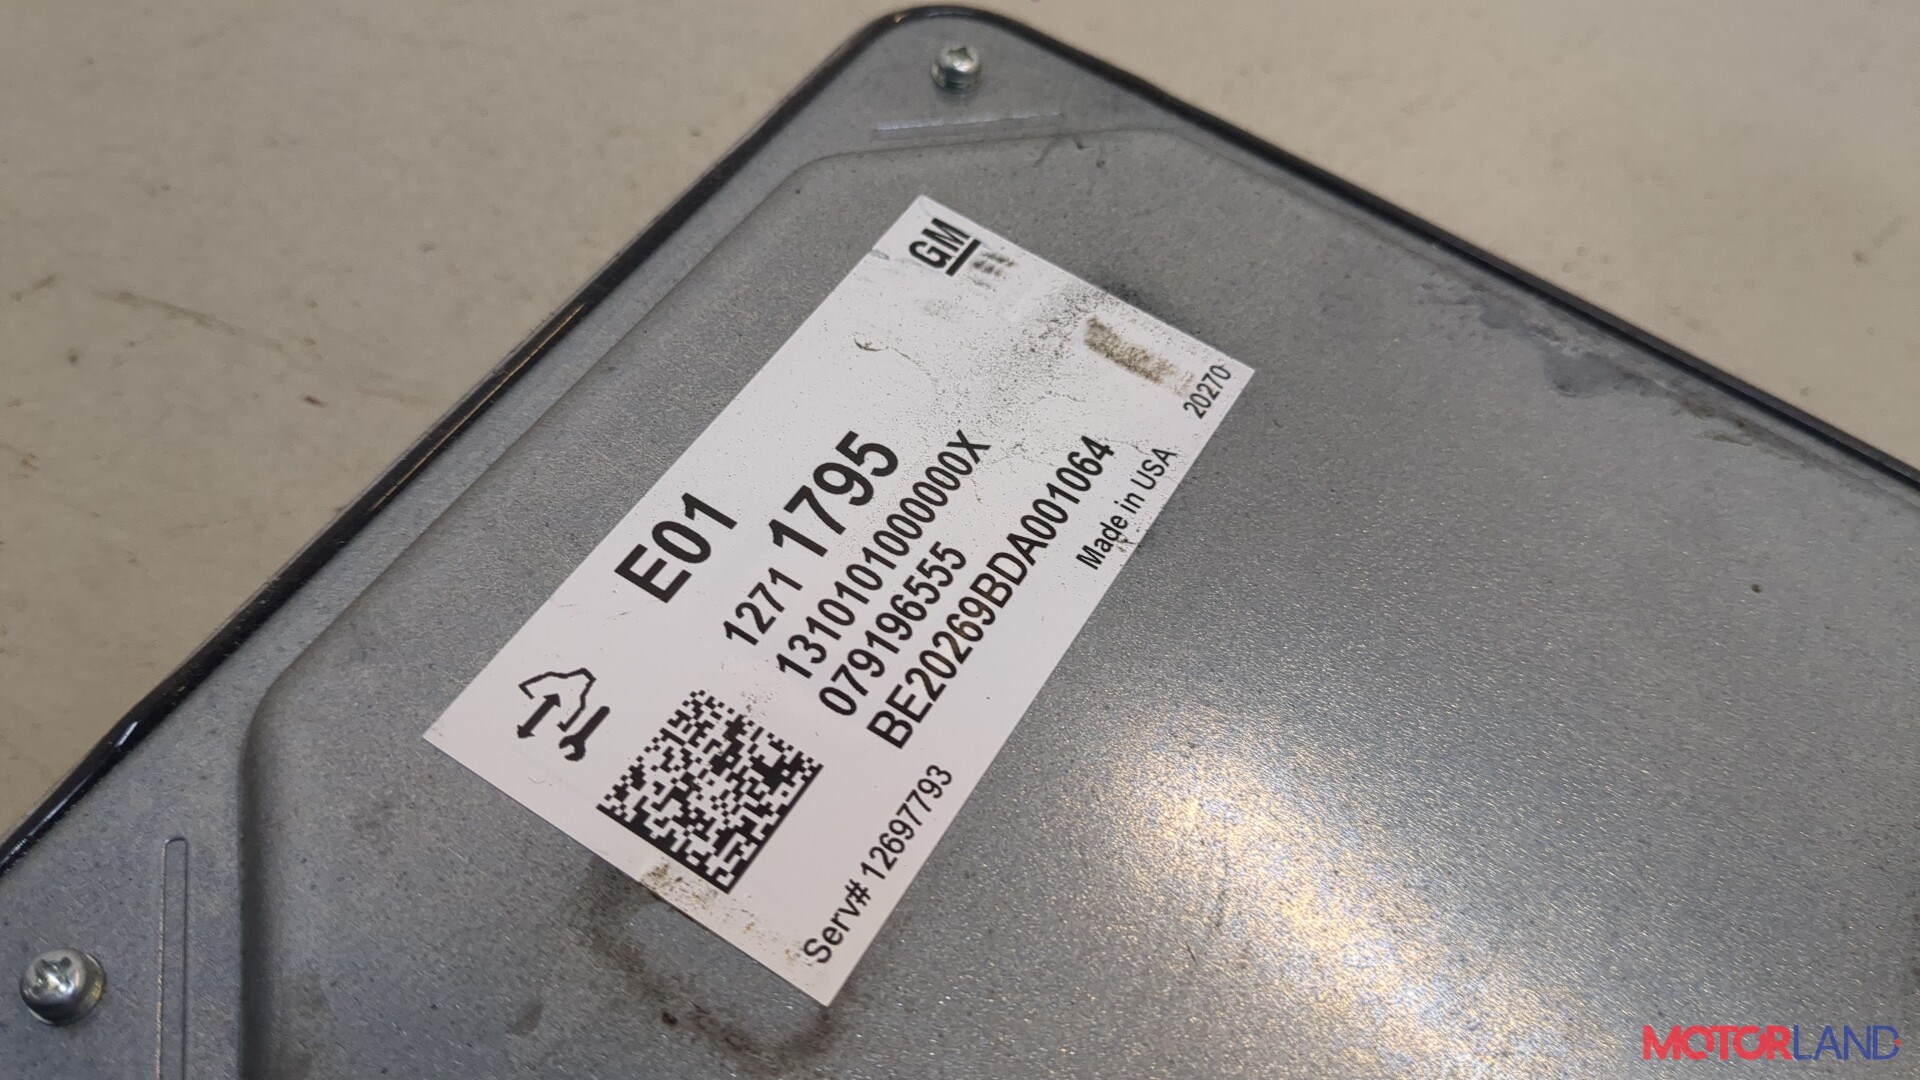 GM
E01
1271 1795
13101010000000X
079196555
BE20269BDA001064
Serv# 12697793
Made in USA
20270
MOTORLAND